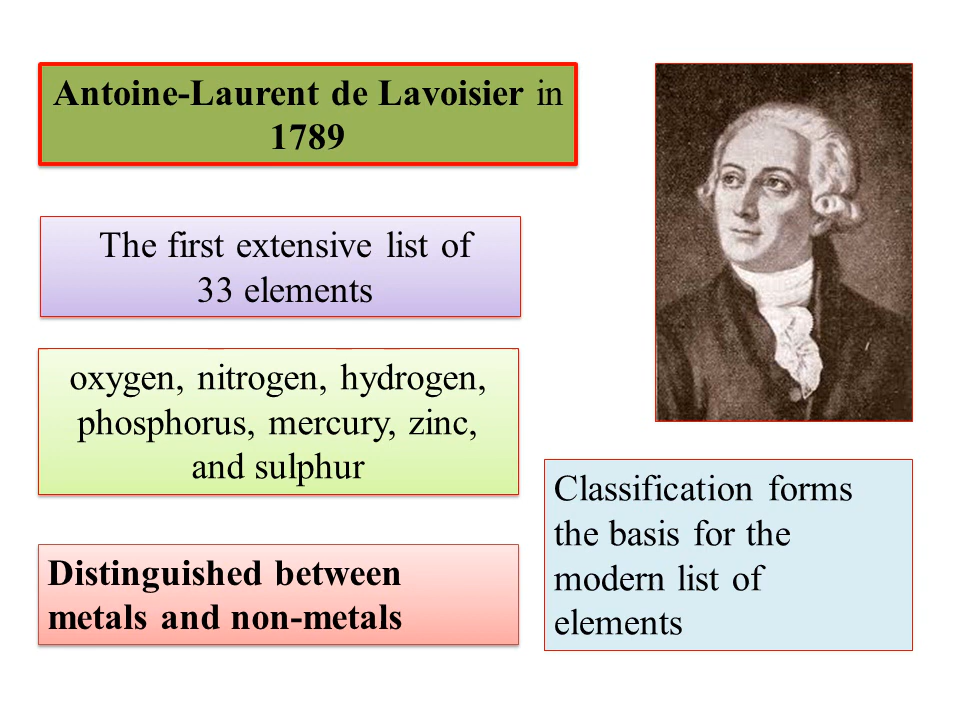 Antoine-Laurent de Lavoisier in
1789
The first extensive list of
33 elements
oxygen, nitrogen, hydrogen,
phosphorus, mercury, zinc,
and sulphur
Distinguished between
metals and non-metals
Classification forms
the basis for the
modern list of
elements